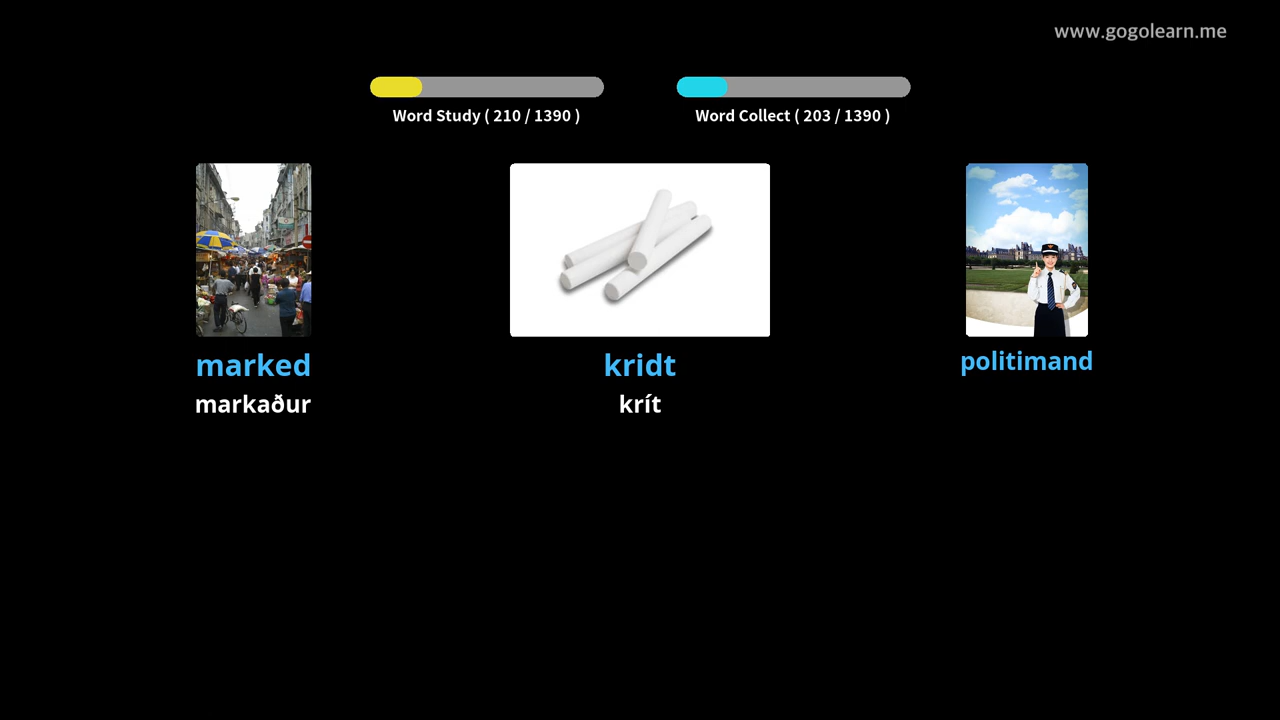 www.gogolearn.me
Word Study ( 210 / 1390 )
Word Collect ( 203 / 1390 )
marked
kridt
politimand
markaður
krít